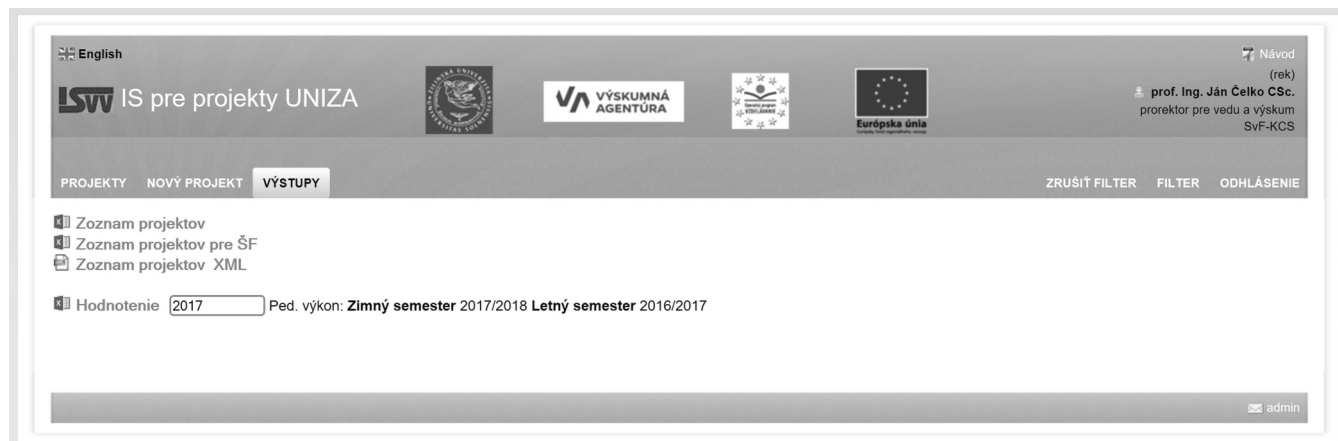 English
Návod
(rek)
ISVV IS pre projekty UNIZA
VÝSKUMNÁ
AGENTÚRA
Európska únia
prof. Ing. Ján Čelko CSc.
prorektor pre vedu a výskum
SvF-KCS
PROJEKTY NOVÝ PROJEKT VÝSTUPY ZRUŠIŤ FILTER FILTER ODHLÁSENIE
Zoznam projektov
Zoznam projektov pre ŠF
Zoznam projektov XML
Hodnotenie 2017 Ped. výkon: Zimný semester 2017/2018 Letný semester 2016/2017
admin